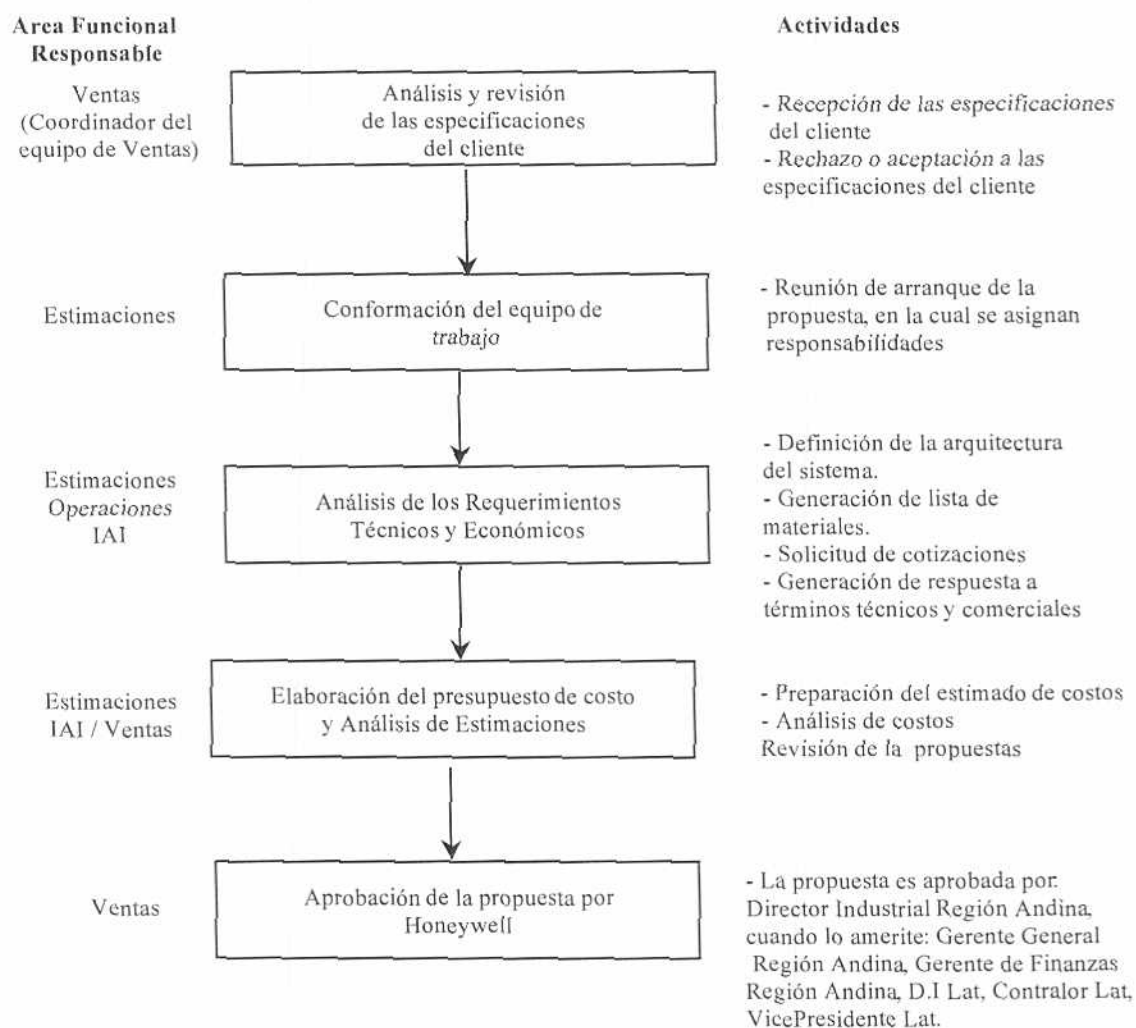 Area Funcional
Responsable
Actividades
Ventas
(Coordinador del
equipo de Ventas)
Análisis y revisión
de las especificaciones
del cliente
- Recepción de las especificaciones
del cliente
- Rechazo o aceptación a las
especificaciones del cliente
Estimaciones
Conformación del equipo de
trabajo
- Reunión de arranque de la
propuesta, en la cual se asignan
responsabilidades
Estimaciones
Operaciones
IAI
Análisis de los Requerimientos
Técnicos y Económicos
- Definición de la arquitectura
del sistema.
- Generación de lista de
materiales.
- Solicitud de cotizaciones
- Generación de respuesta a
términos técnicos y comerciales
Estimaciones
IAI / Ventas
Elaboración del presupuesto de costo
y Análisis de Estimaciones
- Preparación del estimado de costos
- Análisis de costos
Revisión de la propuestas
Ventas
Aprobación de la propuesta por
Honeywell
- La propuesta es aprobada por:
Director Industrial Región Andina,
cuando lo amerite: Gerente General
Región Andina, Gerente de Finanzas
Región Andina, D.I Lat, Contralor Lat,
VicePresidente Lat.